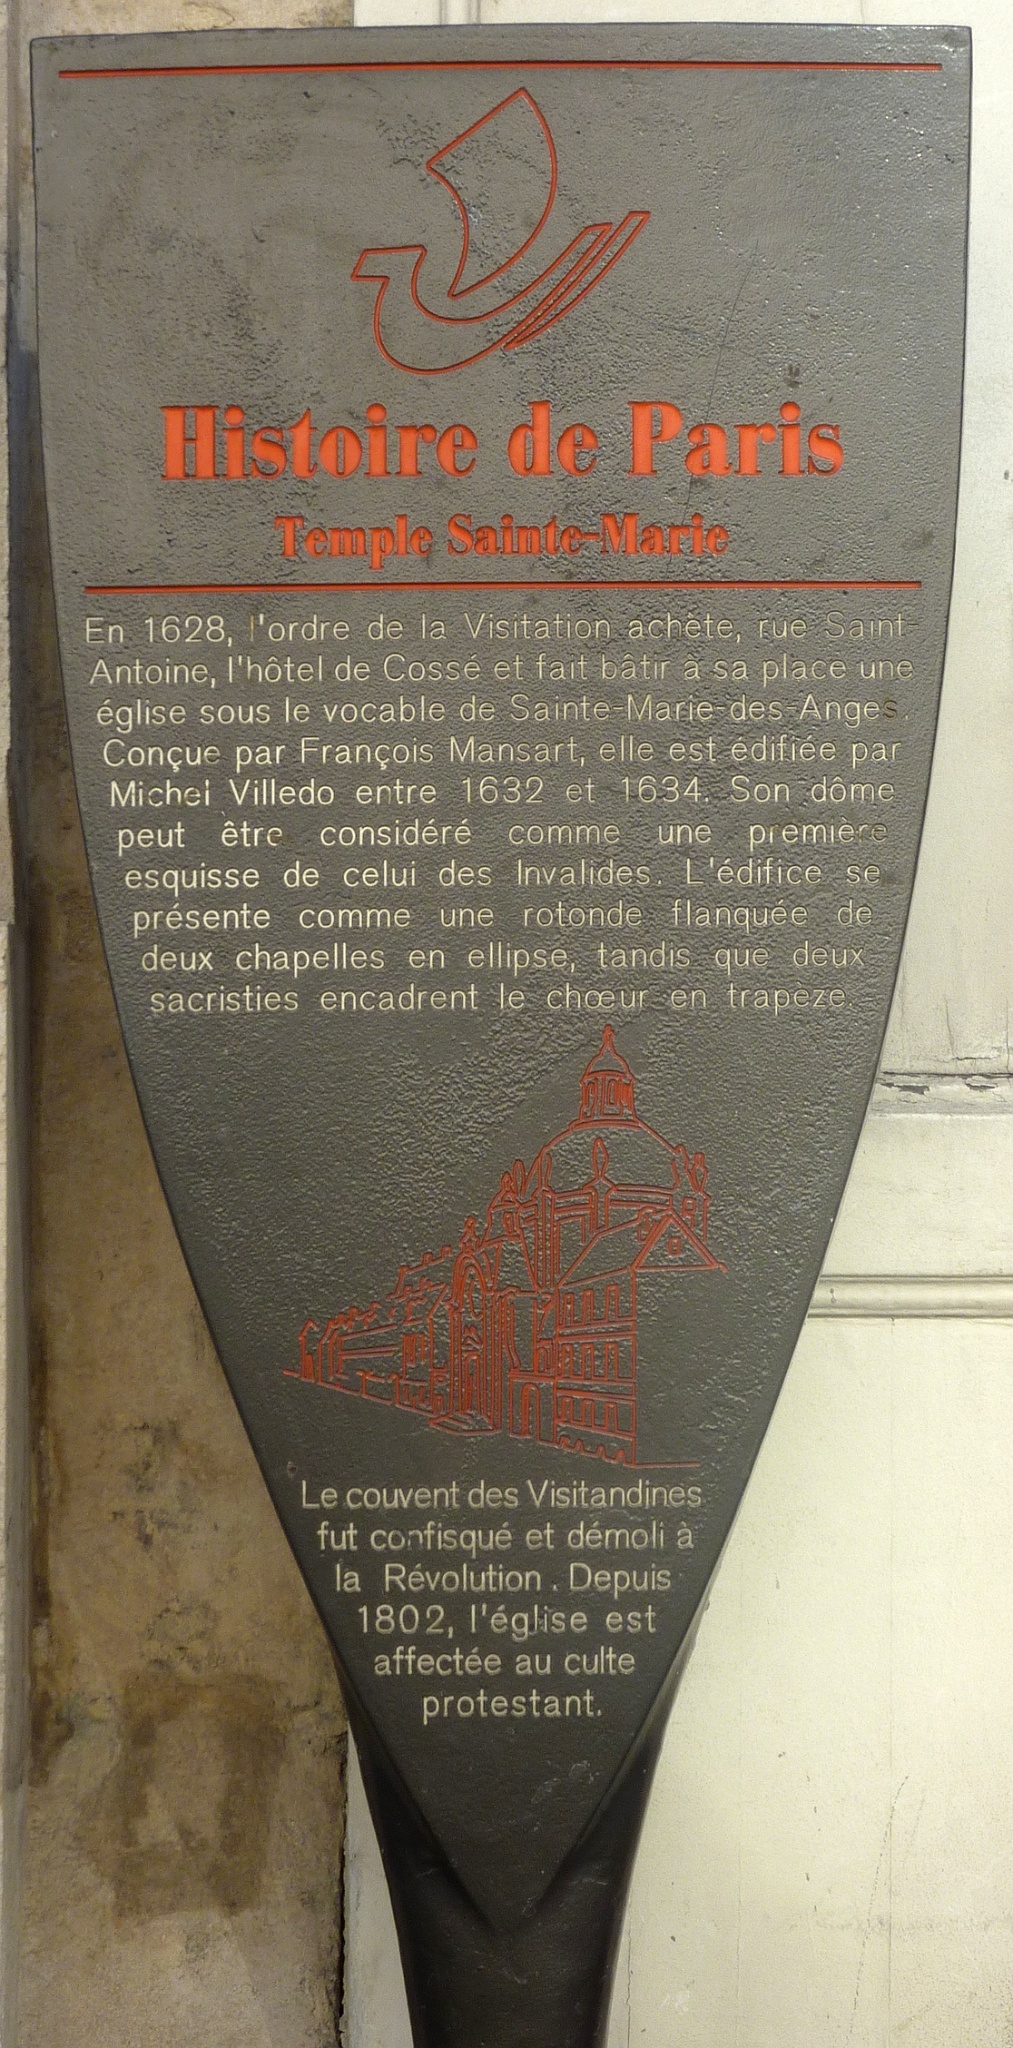 Histoire de Paris
Temple Sainte-Marie
En 1628, l'ordre de la Visitation achète, rue Saint-
Antoine, l'hôtel de Cossé et fait bâtir à sa place une
église sous le vocable de Sainte-Marie-des-Anges.
Conçue par François Mansart, elle est édifiée par
Michel Villedo entre 1632 et 1634. Son dôme
peut être considéré comme une première
esquisse de celui des Invalides. L'édifice se
présente comme une rotonde flanquée de
deux chapelles en ellipse, tandis que deux
sacristies encadrent le chœur en trapeze.
Le couvent des Visitandines
fut confisqué et démoli à
la Révolution. Depuis
1802, l'église est
affectée au culte
protestant.